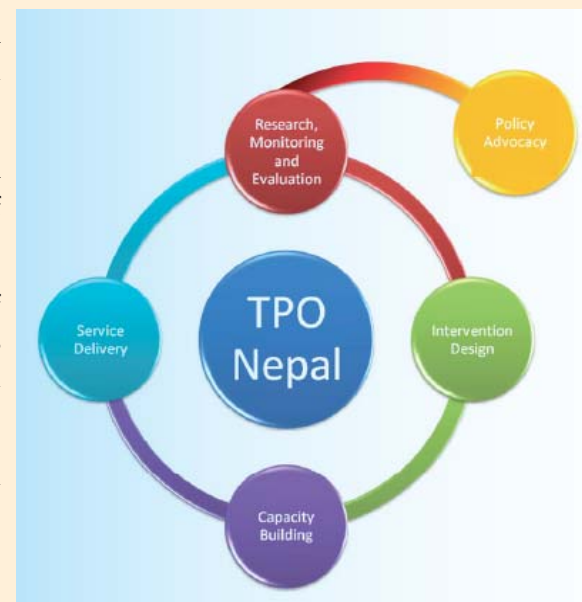 Research,
Monitoring
and
Evaluation
Policy
Advocacy
Service
Delivery
TPO
Nepal
Intervention
Design
Capacity
Building